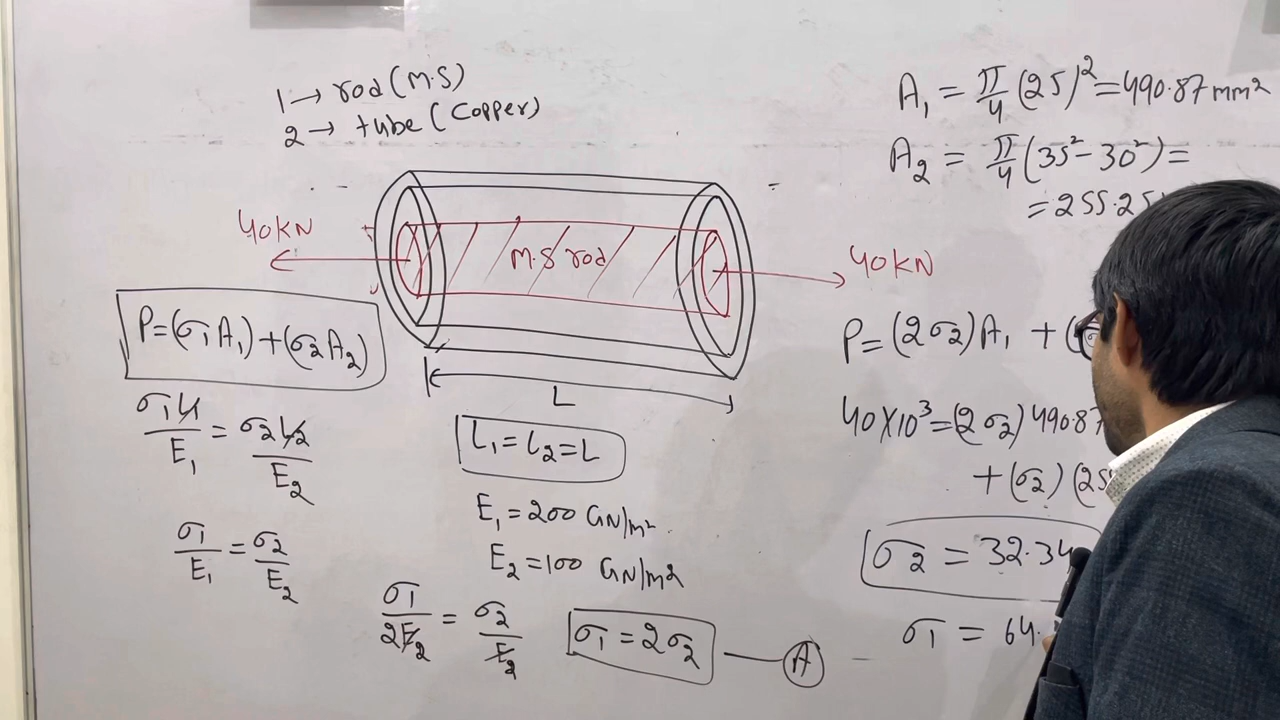 1 → rod (M.S)
2 → tube (Copper)
A₁ = π/4 (25)² = 490.87 mm²
A₂ = π/4 (35² - 30²) =
= 255.25
40KN
M.S rod
40KN
P = (σ₁A₁) + (σ₂A₂)
L
σ₁L₁/E₁ = σ₂L₂/E₂
L₁ = L₂ = L
E₁ = 200 GN/m²
E₂ = 100 GN/m²
σ₁/E₁ = σ₂/E₂
σ₁/2E₂ = σ₂/E₂
σ₁ = 2σ₂ — A
P = (2σ₂)A₁ + (
40×10³ = (2σ₂) 490.87
+ (σ₂) (25
σ₂ = 32.34
σ₁ = 64.